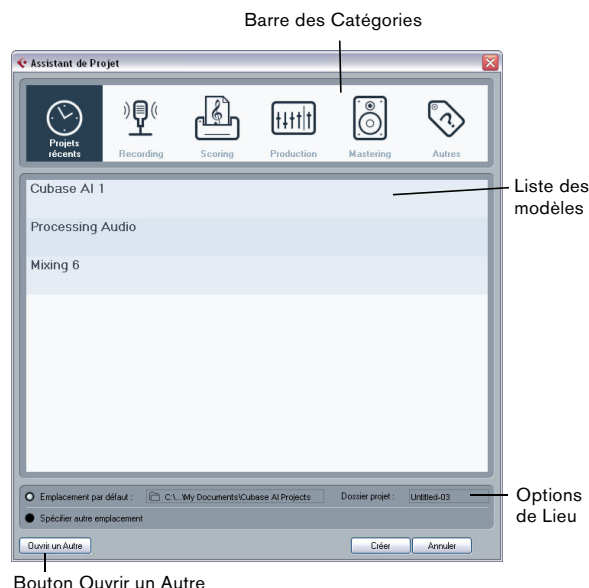 Barre des Catégories
Assistant de Projet
Projets
récents
Recording
Scoring
Production
Mastering
Autres
Cubase AI 1
Processing Audio
Mixing 6
Liste des
modèles
Emplacement par défaut :
C:\...\My Documents\Cubase AI Projects
Dossier projet :
Untitled-03
Options
de Lieu
Spécifier autre emplacement
Ouvrir un Autre
Créer
Annuler
Bouton Ouvrir un Autre